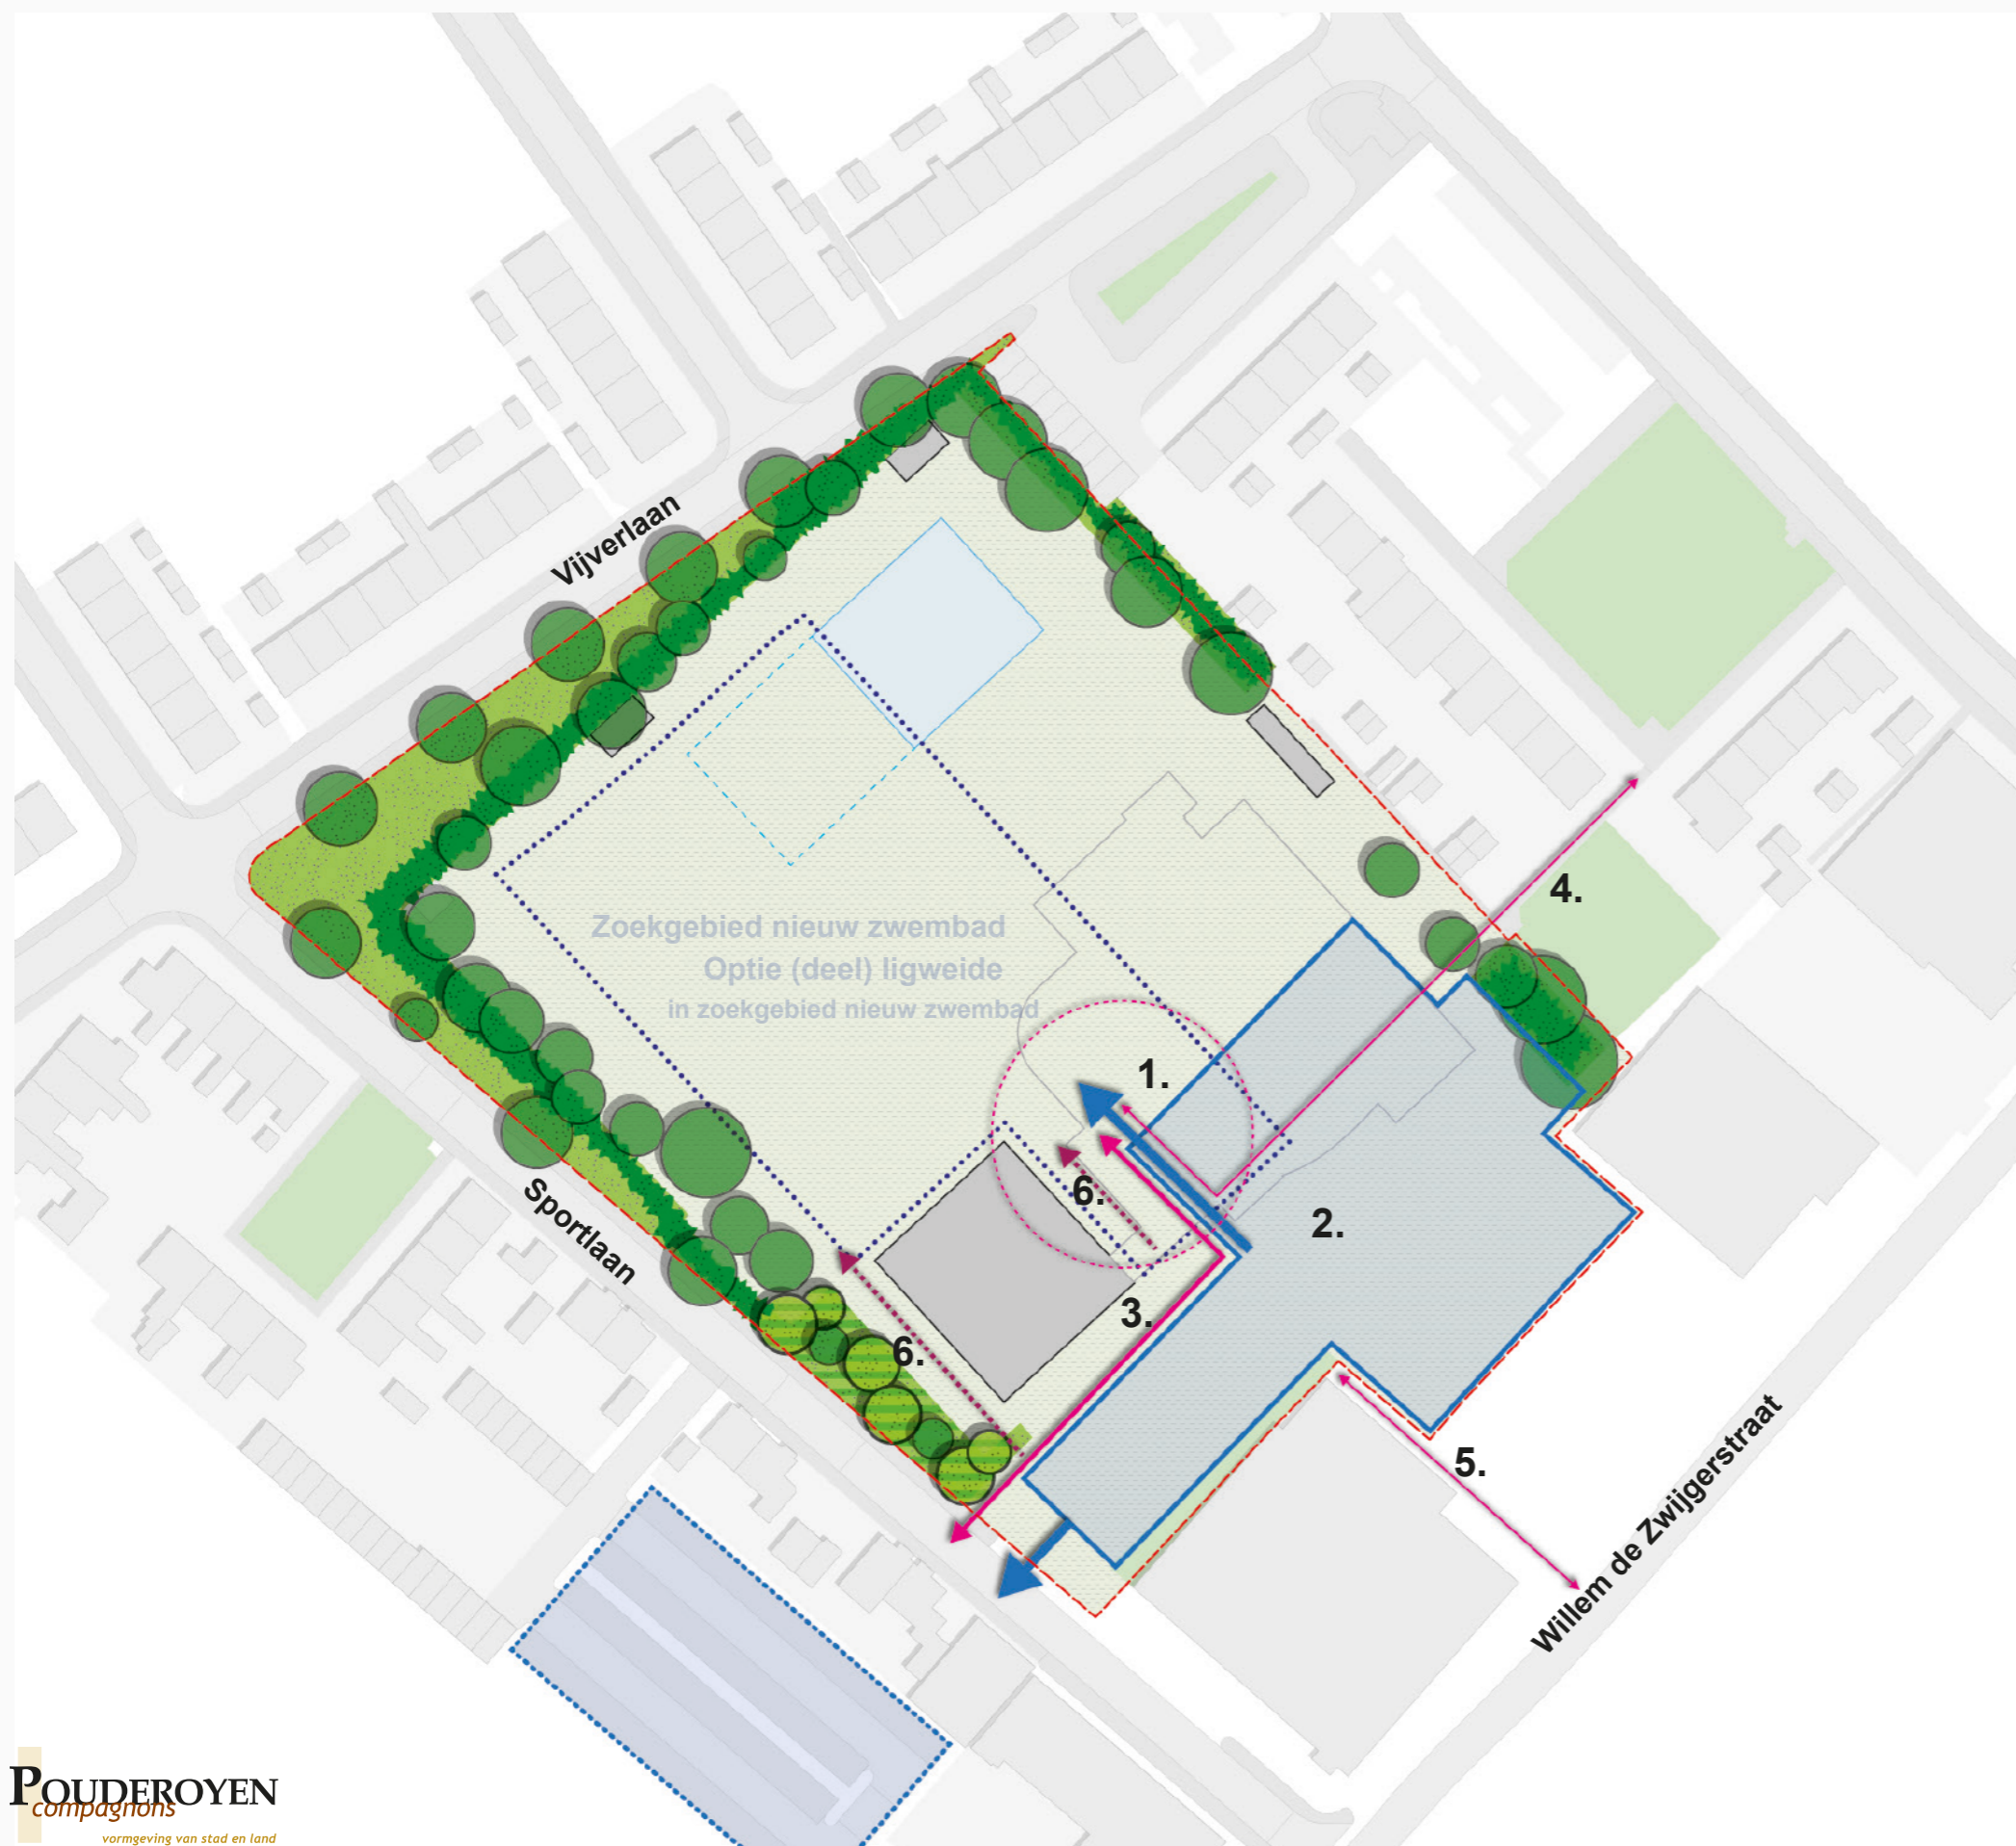 Vijverlaan
Zoekgebied nieuw zwembad
Optie (deel) ligweide
in zoekgebied nieuw zwembad
4.
1.
6.
2.
3.
6.
5.
Sportlaan
Willem de Zwijgerstraat
POUDEROYEN
compagnons
vormgeving van stad en land